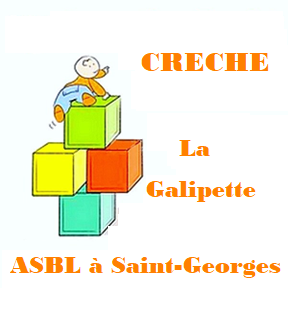 CRECHE
La
Galipette
ASBL à Saint-Georges